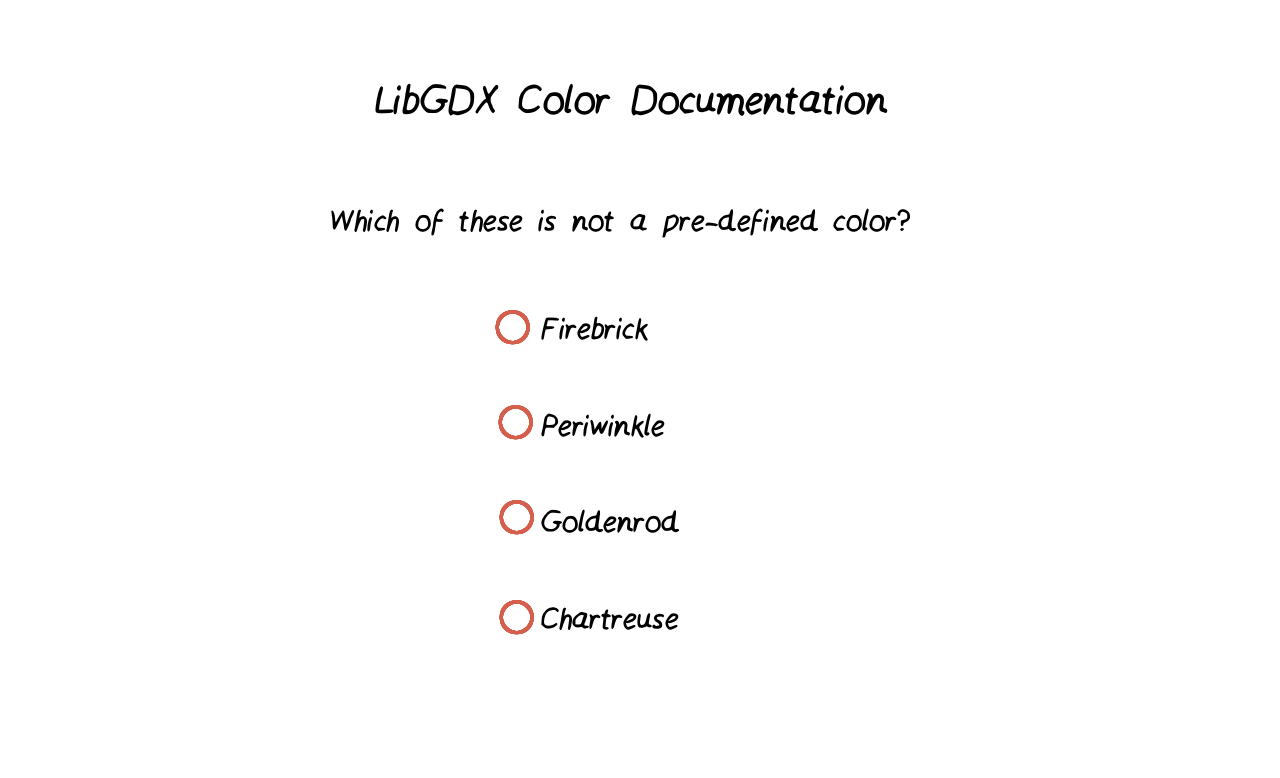 LibGDX Color Documentation
Which of these is not a pre-defined color?
Firebrick
Periwinkle
Goldenrod
Chartreuse